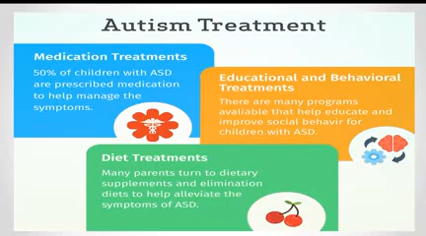 Autism Treatment
Medication Treatments
50% of children with ASD
are prescribed medication
to help manage the
symptoms.
Educational and Behavioral
Treatments
There are many programs
avaliable that help educate and
improve social behavir for
children with ASD.
Diet Treatments
Many parents turn to dietary
supplements and elimination
diets to help alleviate the
symptoms of ASD.